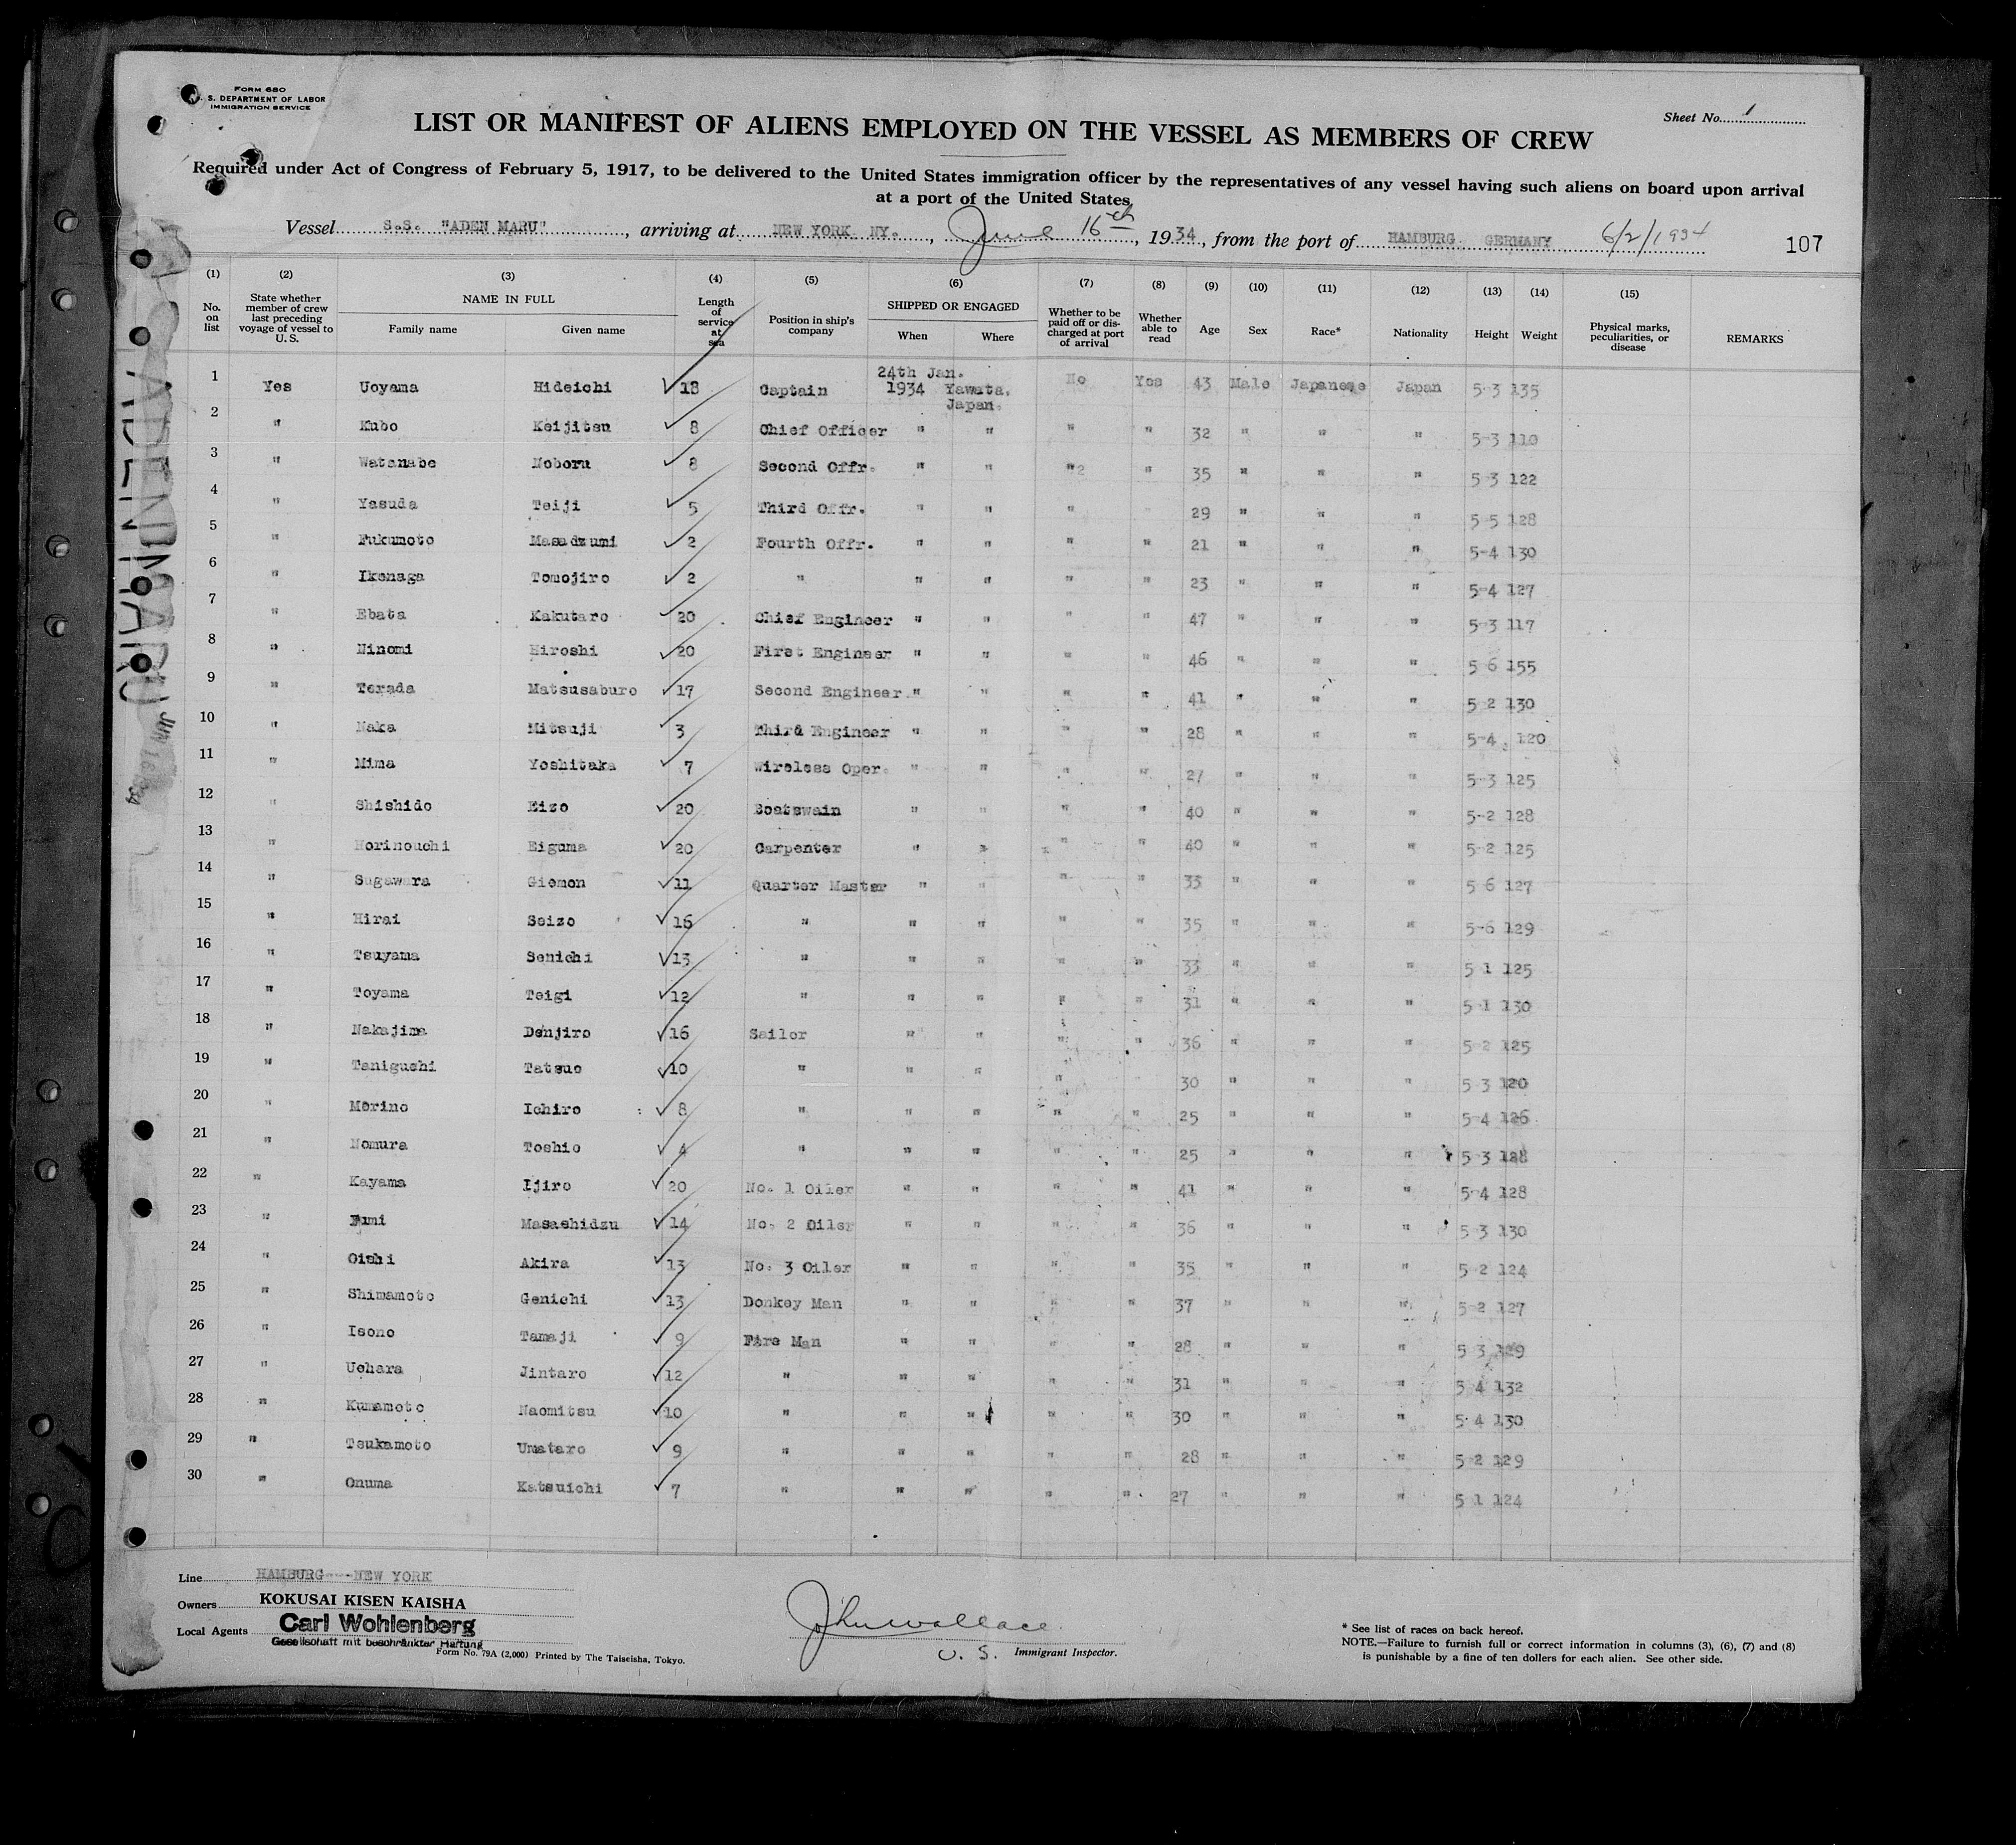 FORM 680
U. S. DEPARTMENT OF LABOR
IMMIGRATION SERVICE
Sheet No. 1
LIST OR MANIFEST OF ALIENS EMPLOYED ON THE VESSEL AS MEMBERS OF CREW
Required under Act of Congress of February 5, 1917, to be delivered to the United States immigration officer by the representatives of any vessel having such aliens on board upon arrival
at a port of the United States
Vessel S.S. "ADEN MARU", arriving at NEW YORK NY., June 16th, 1934, from the port of HAMBURG GERMANY 6/2/1934
107
(1) No. on list (2) State whether member of crew last preceding voyage of vessel to U. S. (3) NAME IN FULL Family name Given name (4) Length of service at sea (5) Position in ship's company (6) SHIPPED OR ENGAGED When Where (7) Whether to be paid off or discharged at port of arrival (8) Whether able to read (9) Age (10) Sex (11) Race* (12) Nationality (13) Height (14) Weight (15) Physical marks, peculiarities, or disease REMARKS
1 Yes Uoyama Hideichi 18 Captain 24th Jan. 1934 Yawata, Japan. No Yes 43 Male Japanese Japan 5-3 135
2 " Kubo Keijitsu 8 Chief Officer " " " " 32 " " " 5-3 110
3 " Watanabe Noboru 8 Second Offr. " " " " 35 " " " 5-3 122
4 " Yasuda Teiji 5 Third Offr. " " " " 29 " " " 5-5 128
5 " Fukumoto Masadzumi 2 Fourth Offr. " " " " 21 " " " 5-4 130
6 " Ikenaga Tomojiro 2 " " " " " 23 " " " 5-4 127
7 " Ebata Kakutaro 20 Chief Engineer " " " " 47 " " " 5-3 117
8 " Ninomi Hiroshi 20 First Engineer " " " " 46 " " " 5-6 155
9 " Terada Matsusaburo 17 Second Engineer " " " " 41 " " " 5-2 130
10 " Naka Mitsuji 3 Third Engineer " " " " 28 " " " 5-4 120
11 " Mima Yoshitaka 7 Wireless Oper. " " " " 27 " " " 5-3 125
12 " Shishido Eizo 20 Boatswain " " " " 40 " " " 5-2 128
13 " Horinouchi Eiguma 20 Carpenter " " " " 40 " " " 5-2 125
14 " Sugawara Giemon 11 Quarter Master " " " " 33 " " " 5-6 127
15 " Hirai Seizo 16 " " " " " 35 " " " 5-6 129
16 " Tsuyama Senichi 13 " " " " " 33 " " " 5-1 125
17 " Toyama Teigi 12 " " " " " 31 " " " 5-1 130
18 " Nakajima Denjiro 16 Sailor " " " " 36 " " " 5-2 125
19 " Taniguchi Tatsuo 10 " " " " 30 " " " 5-3 120
20 " Morino Ichiro 8 " " " " " 25 " " " 5-4 126
21 " Nomura Toshio 4 " " " " " 25 " " " 5-3 128
22 " Kayama Ijiro 20 No. 1 Oiler " " " " 41 " " " 5-4 128
23 " Fumi Masashidzu 14 No. 2 Oiler " " " " 36 " " " 5-3 130
24 " Oishi Akira 13 No. 3 Oiler " " " " 35 " " " 5-2 124
25 " Shimamoto Genichi 13 Donkey Man " " " " 37 " " " 5-2 127
26 " Isono Tamaji 9 Fire Man " " " " 28 " " " 5-3 129
27 " Uehara Jintaro 12 " " " " " 31 " " " 5-4 132
28 " Kumamoto Naomitsu 10 " " " " " 30 " " " 5-4 130
29 " Tsukamoto Umataro 9 " " " " " 28 " " " 5-2 129
30 " Onuma Katsuichi 7 " " " " " 27 " " " 5-1 124
ADEN MARU
JUN 16 34
Line HAMBURG---NEW YORK
Owners KOKUSAI KISEN KAISHA
Local Agents Carl Wohlenberg
Gesellschaft mit beschränkter Haftung
Form No. 79A (2,000) Printed by The Taiseisha, Tokyo.
John Wallace
U. S. Immigrant Inspector.
* See list of races on back hereof.
NOTE.—Failure to furnish full or correct information in columns (3), (6), (7) and (8)
is punishable by a fine of ten dollars for each alien. See other side.